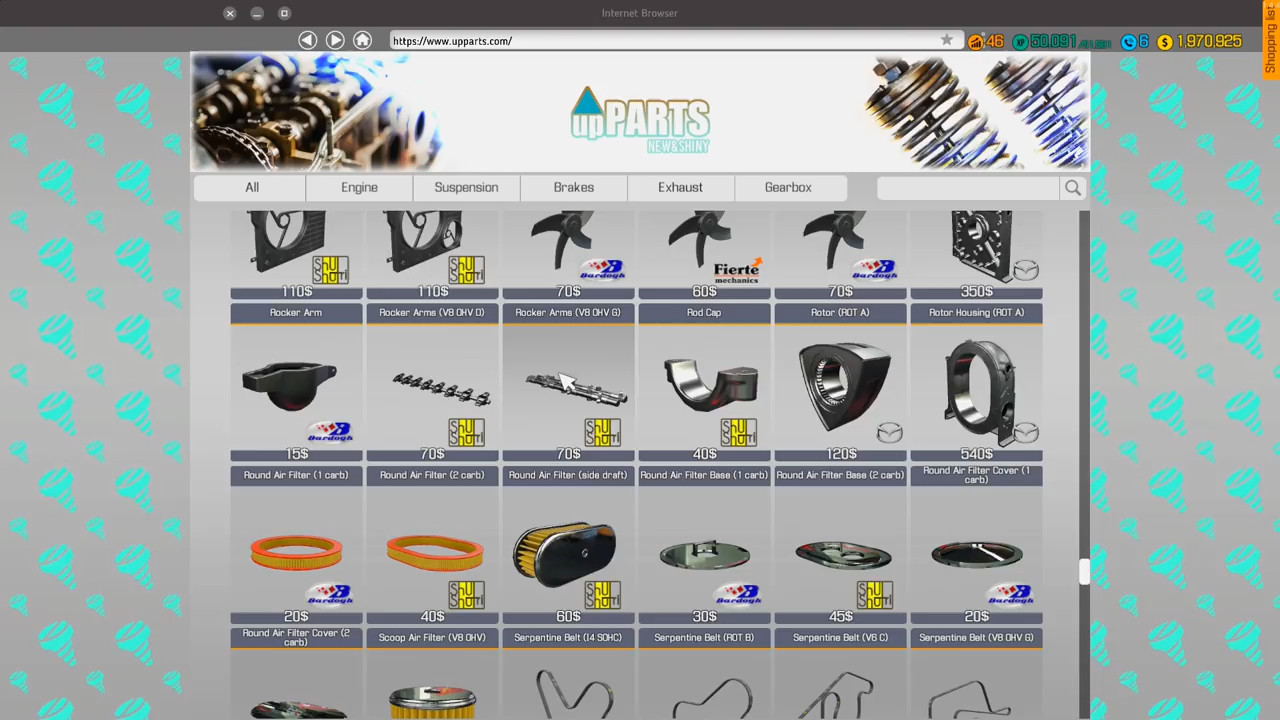 Internet Browser
Shopping list
https://www.upparts.com/
46
6
1,970,925
upPARTS
NEW&SHINY
All
Engine
Suspension
Brakes
Exhaust
Gearbox
Fierté
mechanics
110$
110$
70$
60$
70$
350$
Rocker Arm
Rocker Arms (V8 OHV D)
Rocker Arms (V8 OHV G)
Rod Cap
Rotor (ROT A)
Rotor Housing (ROT A)
15$
70$
70$
40$
120$
540$
Round Air Filter (1 carb)
Round Air Filter (2 carb)
Round Air Filter (side draft)
Round Air Filter Base (1 carb)
Round Air Filter Base (2 carb)
Round Air Filter Cover (1
carb)
20$
40$
60$
30$
45$
20$
Round Air Filter Cover (2
carb)
Scoop Air Filter (V8 OHV)
Serpentine Belt (I4 SOHC)
Serpentine Belt (ROT B)
Serpentine Belt (V6 C)
Serpentine Belt (V8 OHV G)